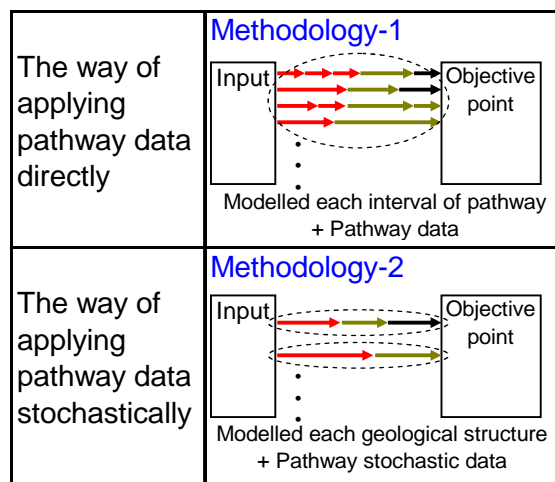 The way of
applying
pathway data
directly
Methodology-1
Input
Objective
point
Modelled each interval of pathway
+ Pathway data
The way of
applying
pathway data
stochastically
Methodology-2
Input
Objective
point
Modelled each geological structure
+ Pathway stochastic data